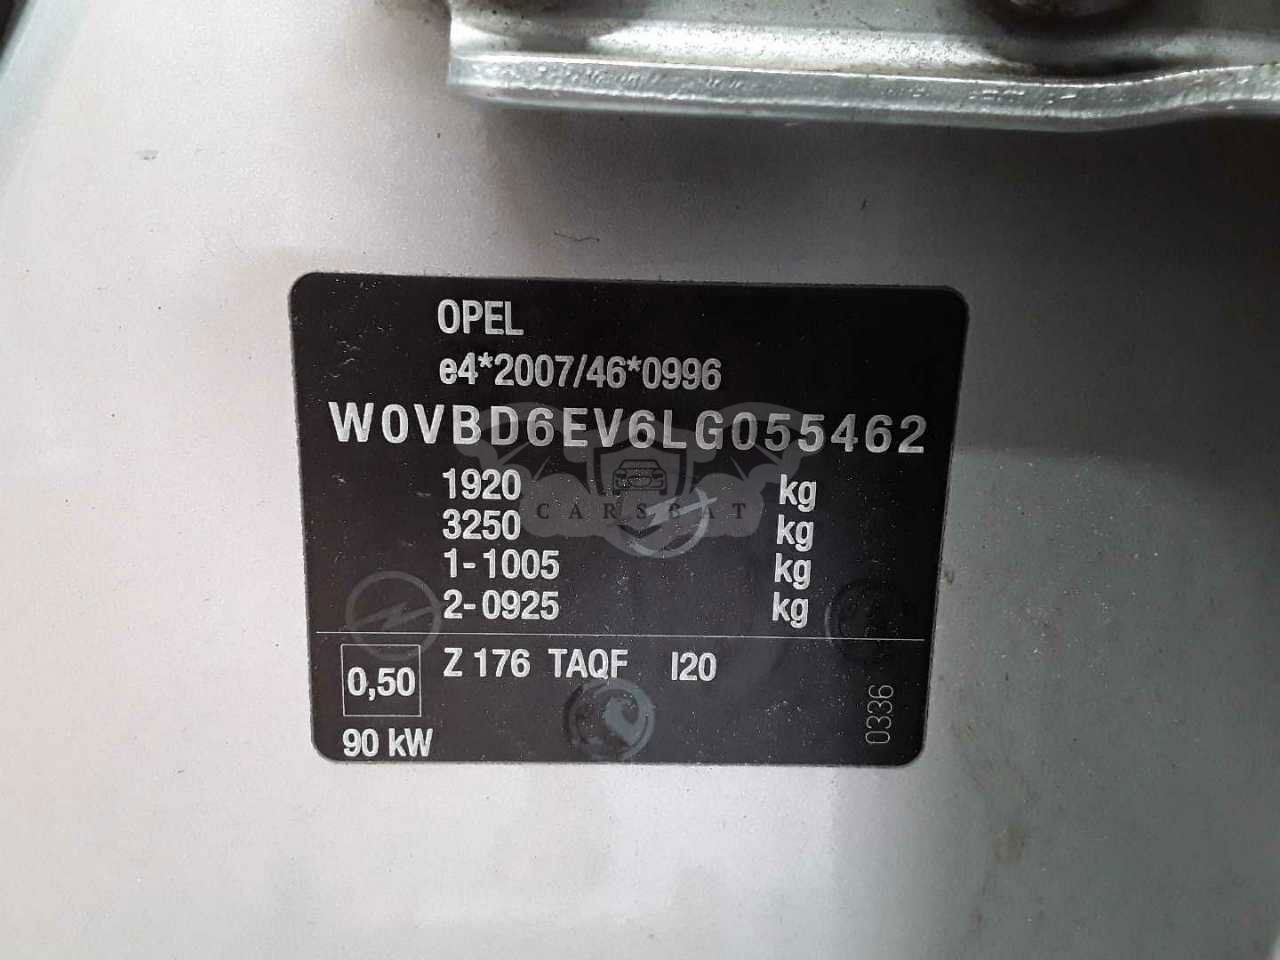 OPEL
e4*2007/46*0996
W0VBD6EV6LG055462
1920 kg
CARSCAT
3250 kg
1-1005 kg
2-0925 kg
0,50 Z 176 TAQF I20
90 kW
0336